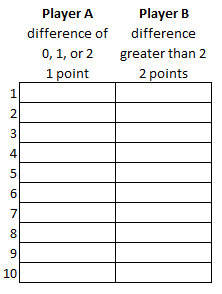 Player A Player B
difference of difference
0, 1, or 2 greater than 2
1 point 2 points
1
2
3
4
5
6
7
8
9
10